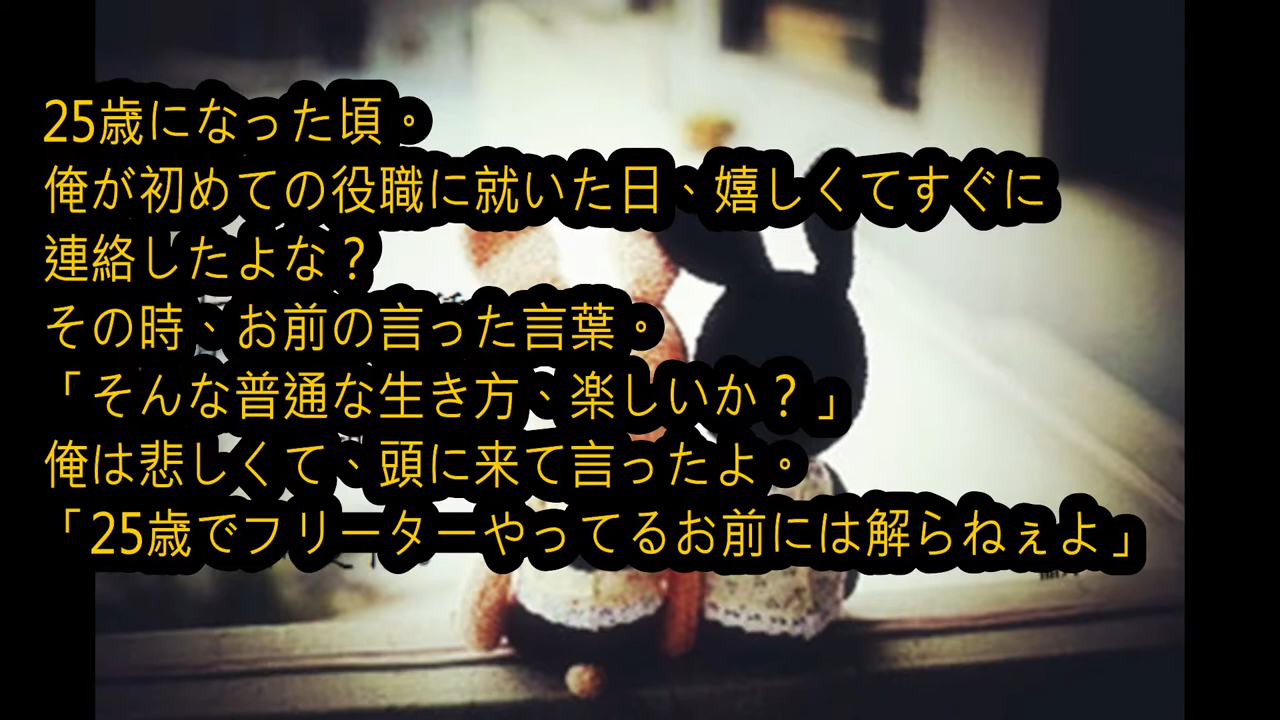 25歳になった頃。
俺が初めての役職に就いた日、嬉しくてすぐに
連絡したよな？
その時、お前の言った言葉。
「そんな普通な生き方、楽しいか？」
俺は悲しくて、頭に来て言ったよ。
「25歳でフリーターやってるお前には解らねぇよ」